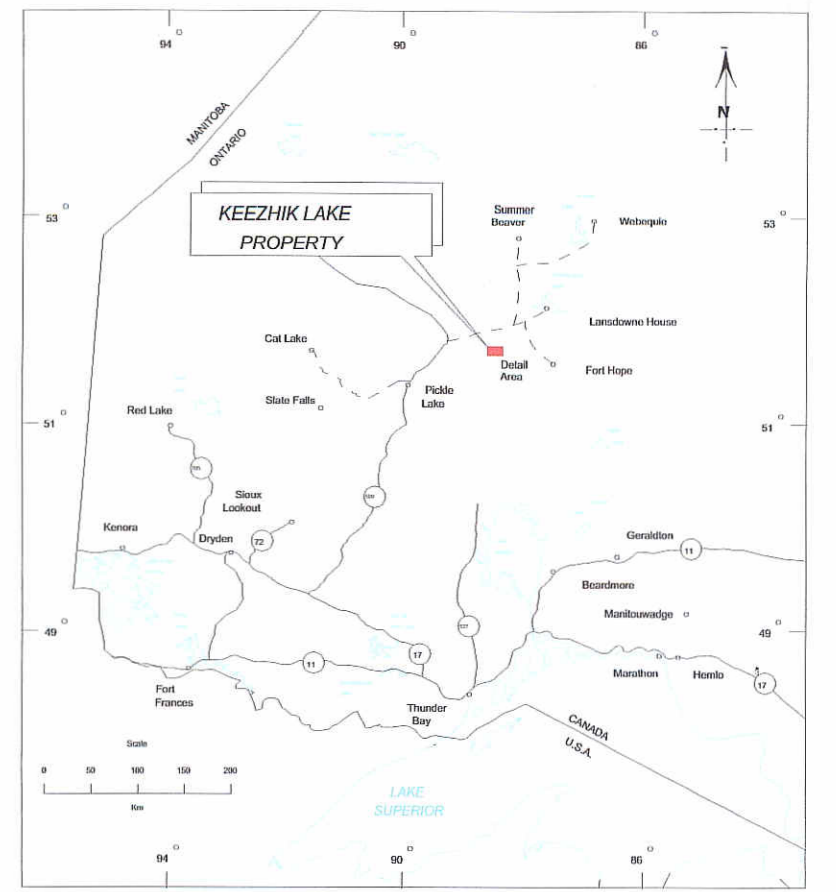 94°
90°
86°
N
MANITOBA
ONTARIO
53°
53°
KEEZHIK LAKE
PROPERTY
Summer
Beaver
Webequie
Lansdowne House
Cat Lake
Detail
Area
Fort Hope
Pickle
Lake
Slate Falls
Red Lake
51°
51°
Sioux
Lookout
Kenora
Dryden
72
Geraldton
11
Beardmore
Manitouwadge
49°
49°
17
11
Marathon
Hemlo
17
Fort
Frances
Thunder
Bay
CANADA
U.S.A.
Scale
0 50 100 150 200
Km
LAKE
SUPERIOR
94°
90°
86°